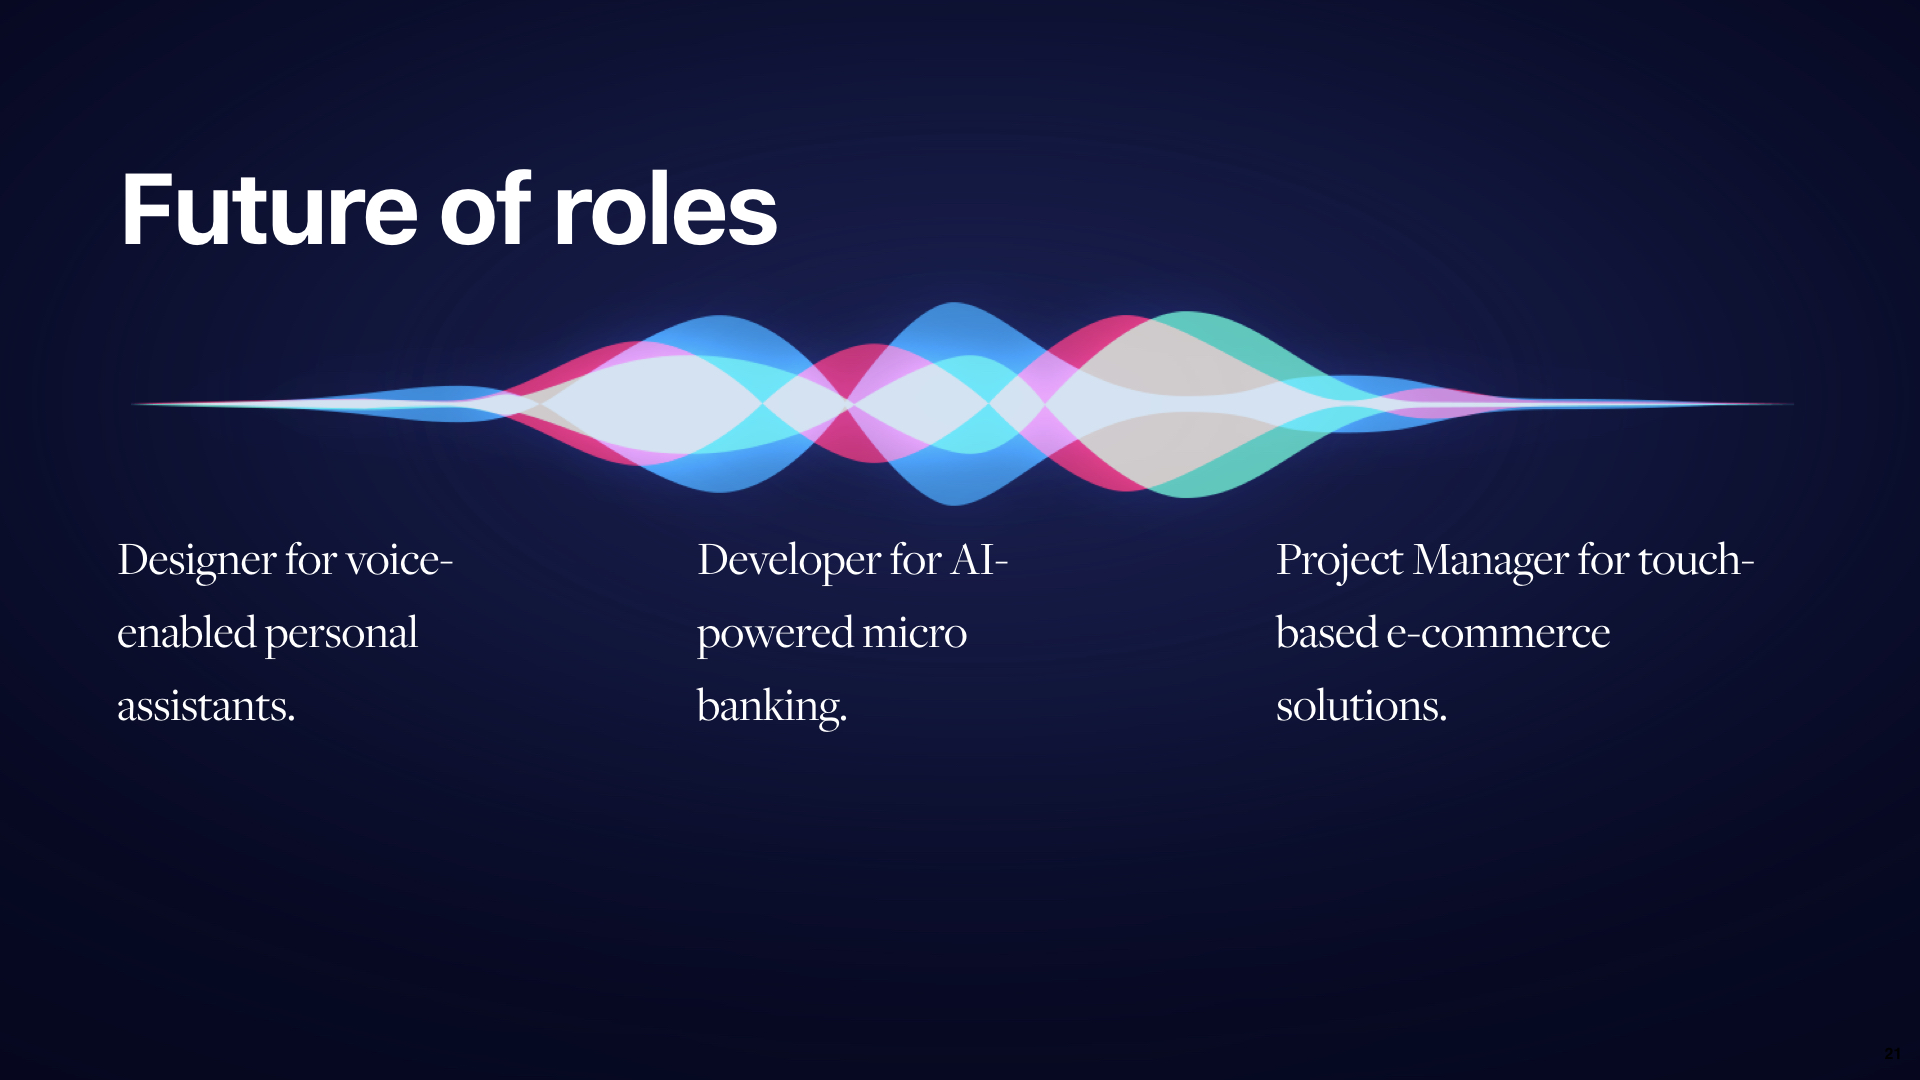 Future of roles
Designer for voice-
enabled personal
assistants.
Developer for AI-
powered micro
banking.
Project Manager for touch-
based e-commerce
solutions.
21